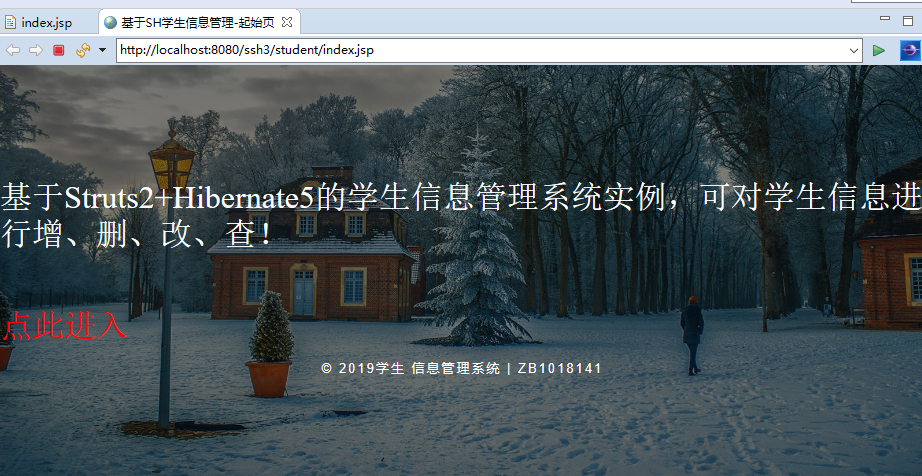 index.jsp
基于SH学生信息管理-起始页
http://localhost:8080/ssh3/student/index.jsp
基于Struts2+Hibernate5的学生信息管理系统实例，可对学生信息进
行增、删、改、查！
点此进入
© 2019学生 信息管理系统 | ZB1018141